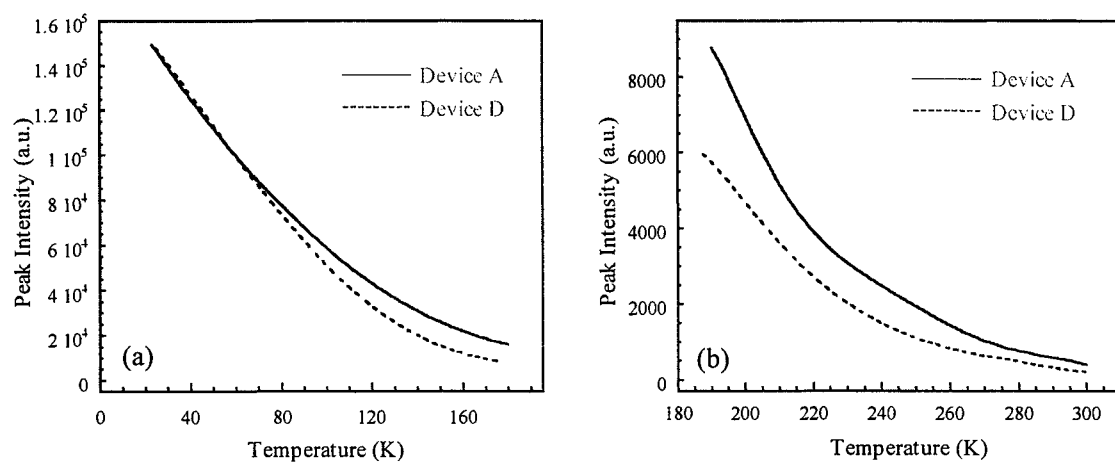 1.6 10⁵
1.4 10⁵
1.2 10⁵
1 10⁵
8 10⁴
6 10⁴
4 10⁴
2 10⁴
0
Peak Intensity (a.u.)
Device A
Device D
(a)
0 40 80 120 160
Temperature (K)
8000
6000
4000
2000
0
Peak Intensity (a.u.)
Device A
Device D
(b)
180 200 220 240 260 280 300
Temperature (K)